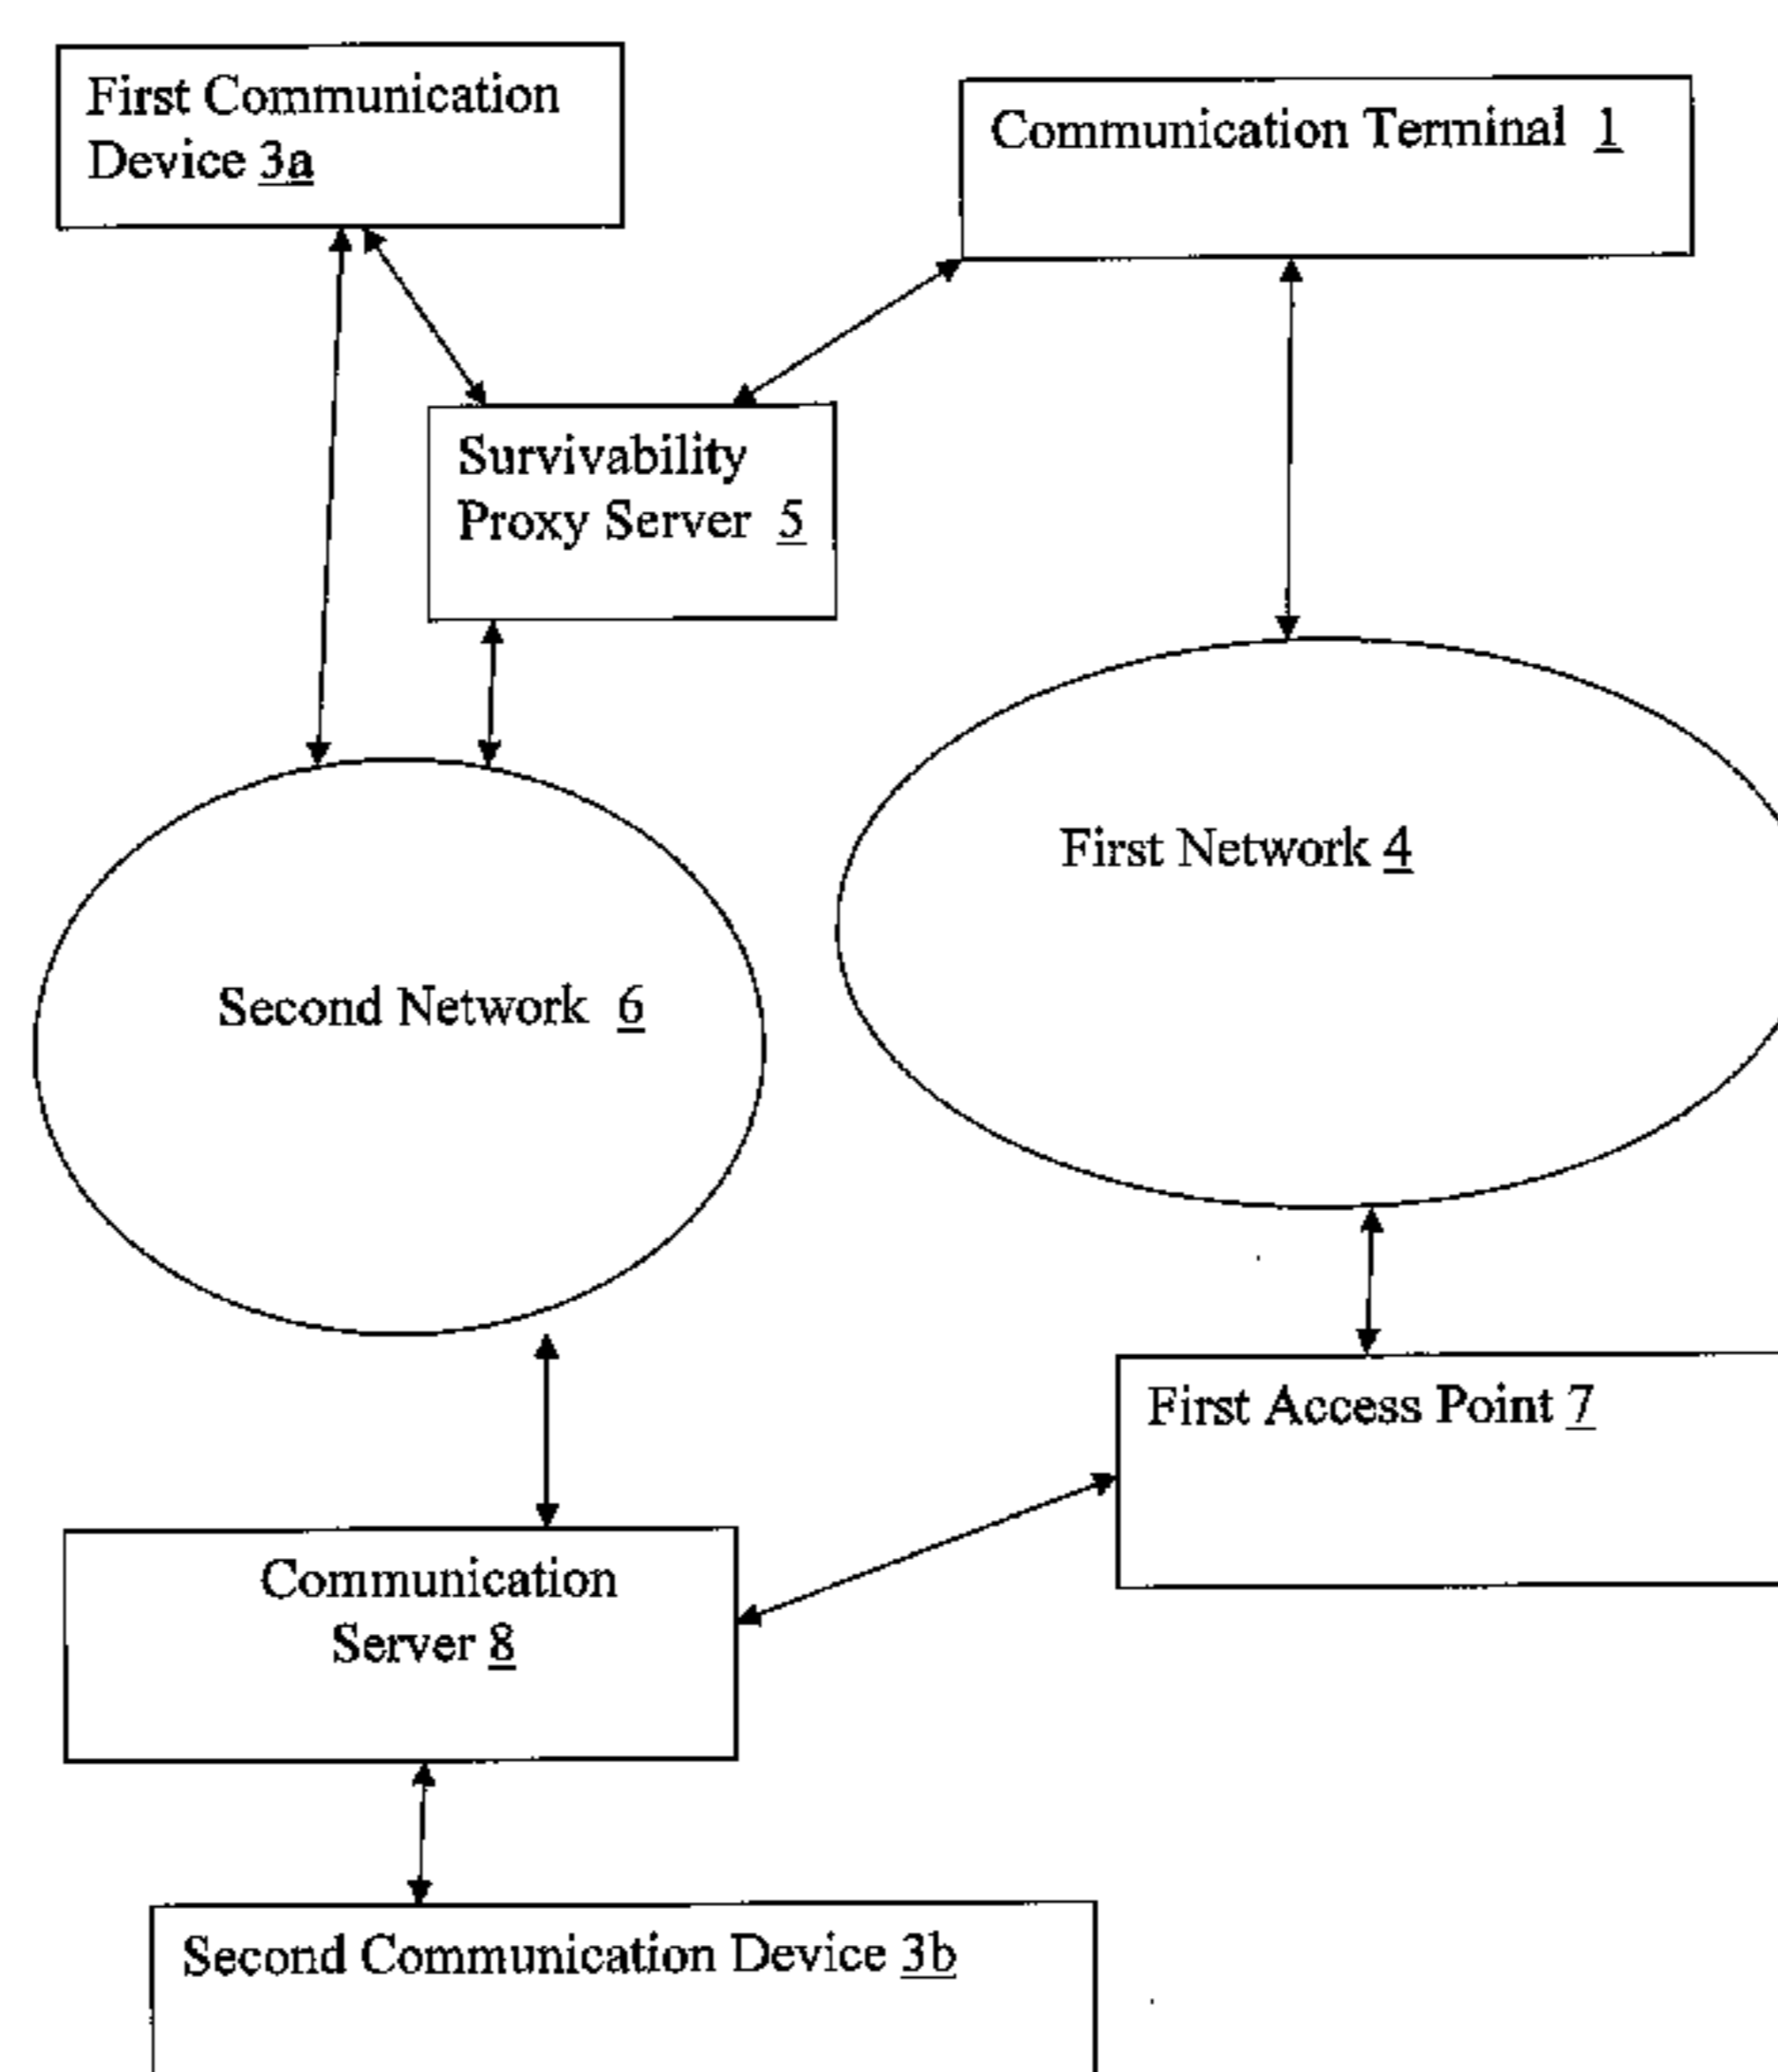 First Communication
Device 3a
Communication Terminal 1
Survivability
Proxy Server 5
First Network 4
Second Network 6
First Access Point 7
Communication
Server 8
Second Communication Device 3b